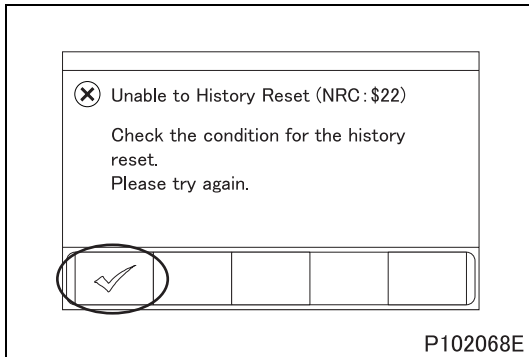 Unable to History Reset (NRC:$22)
Check the condition for the history
reset.
Please try again.
P102068E